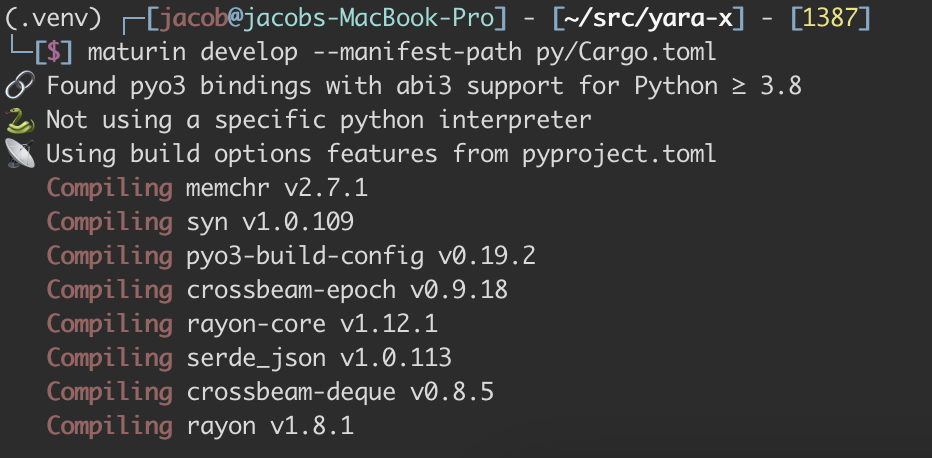 (.venv) ┌─[jacob@jacobs-MacBook-Pro] - [~/src/yara-x] - [1387]
└─[$] maturin develop --manifest-path py/Cargo.toml
🔗 Found pyo3 bindings with abi3 support for Python ≥ 3.8
🐍 Not using a specific python interpreter
📡 Using build options features from pyproject.toml
Compiling memchr v2.7.1
Compiling syn v1.0.109
Compiling pyo3-build-config v0.19.2
Compiling crossbeam-epoch v0.9.18
Compiling rayon-core v1.12.1
Compiling serde_json v1.0.113
Compiling crossbeam-deque v0.8.5
Compiling rayon v1.8.1